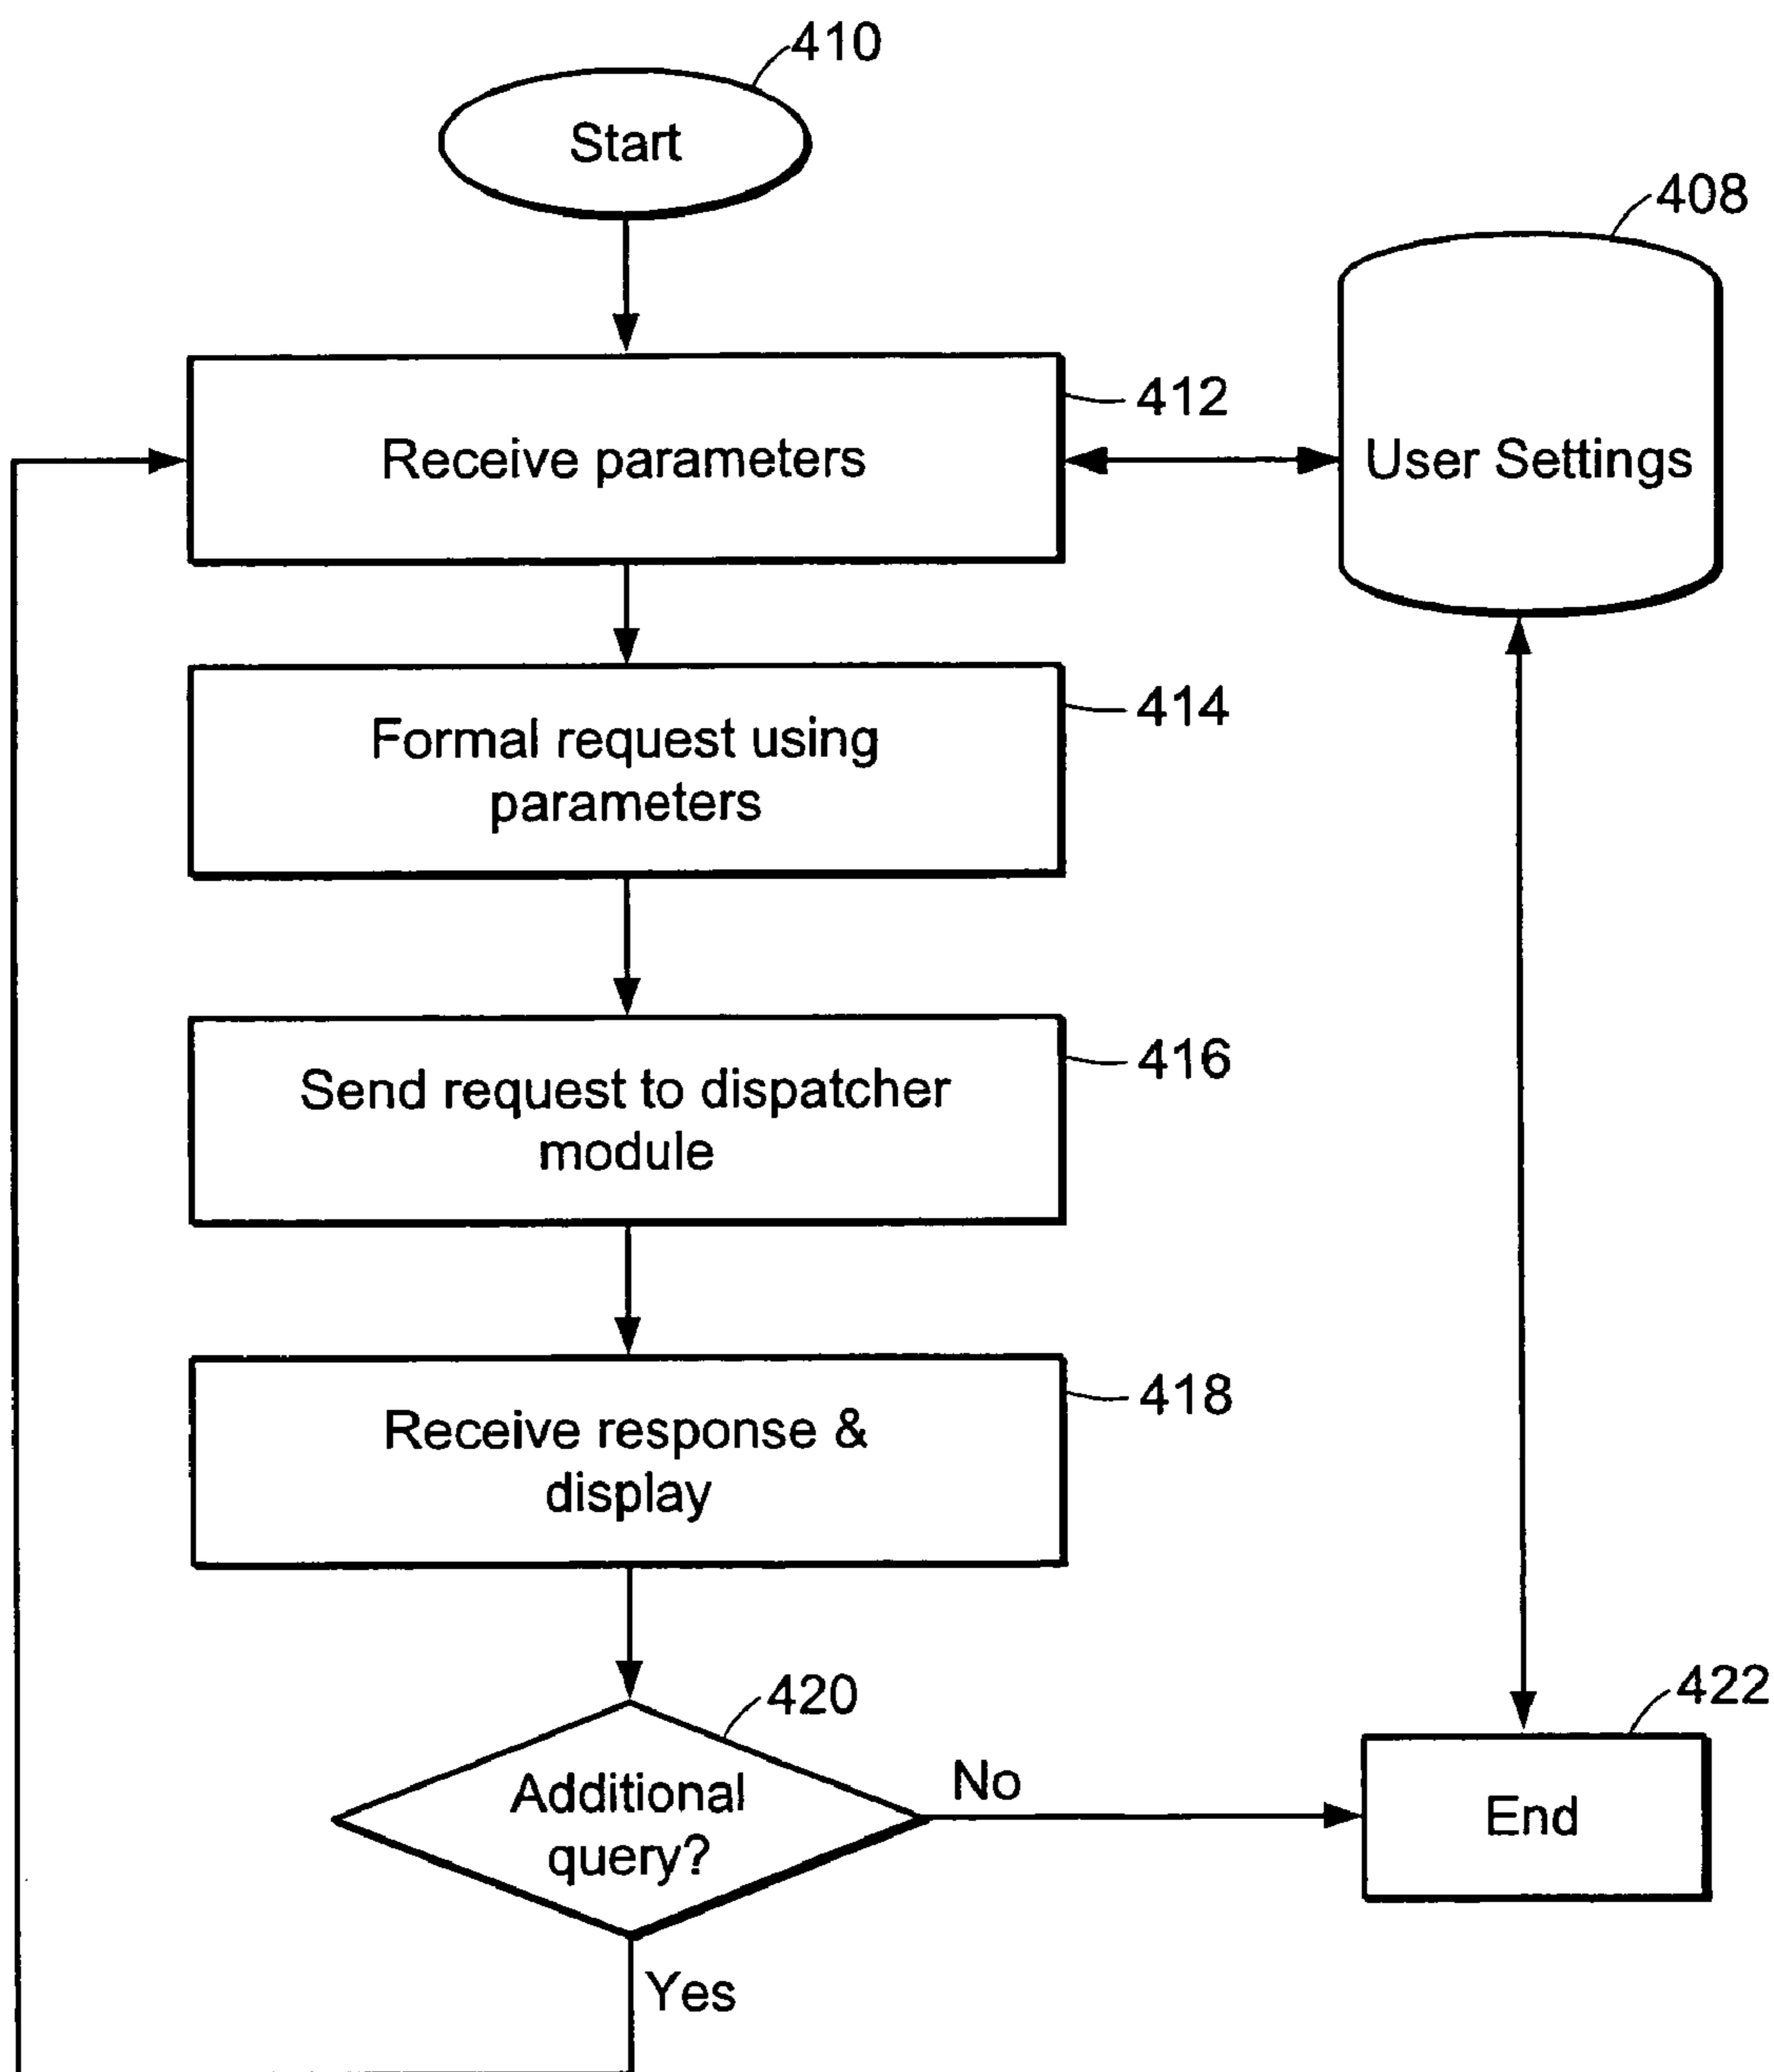 410
Start
408
412
Receive parameters
User Settings
414
Formal request using
parameters
416
Send request to dispatcher
module
418
Receive response &
display
420
422
Additional
query?
No
End
Yes